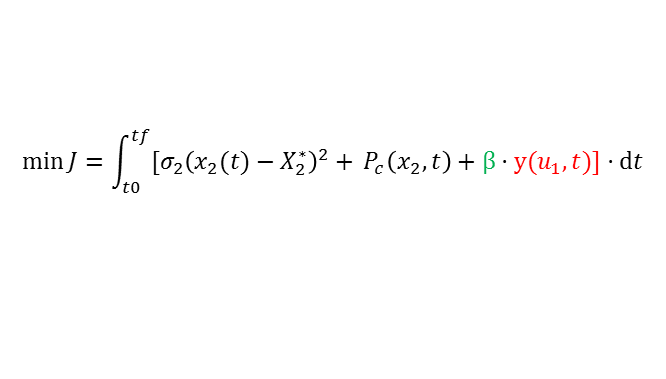 min J = ∫_{t0}^{tf} [σ₂(x₂(t) − X₂*)² + P_c(x₂, t) + β · y(u₁, t)] · dt